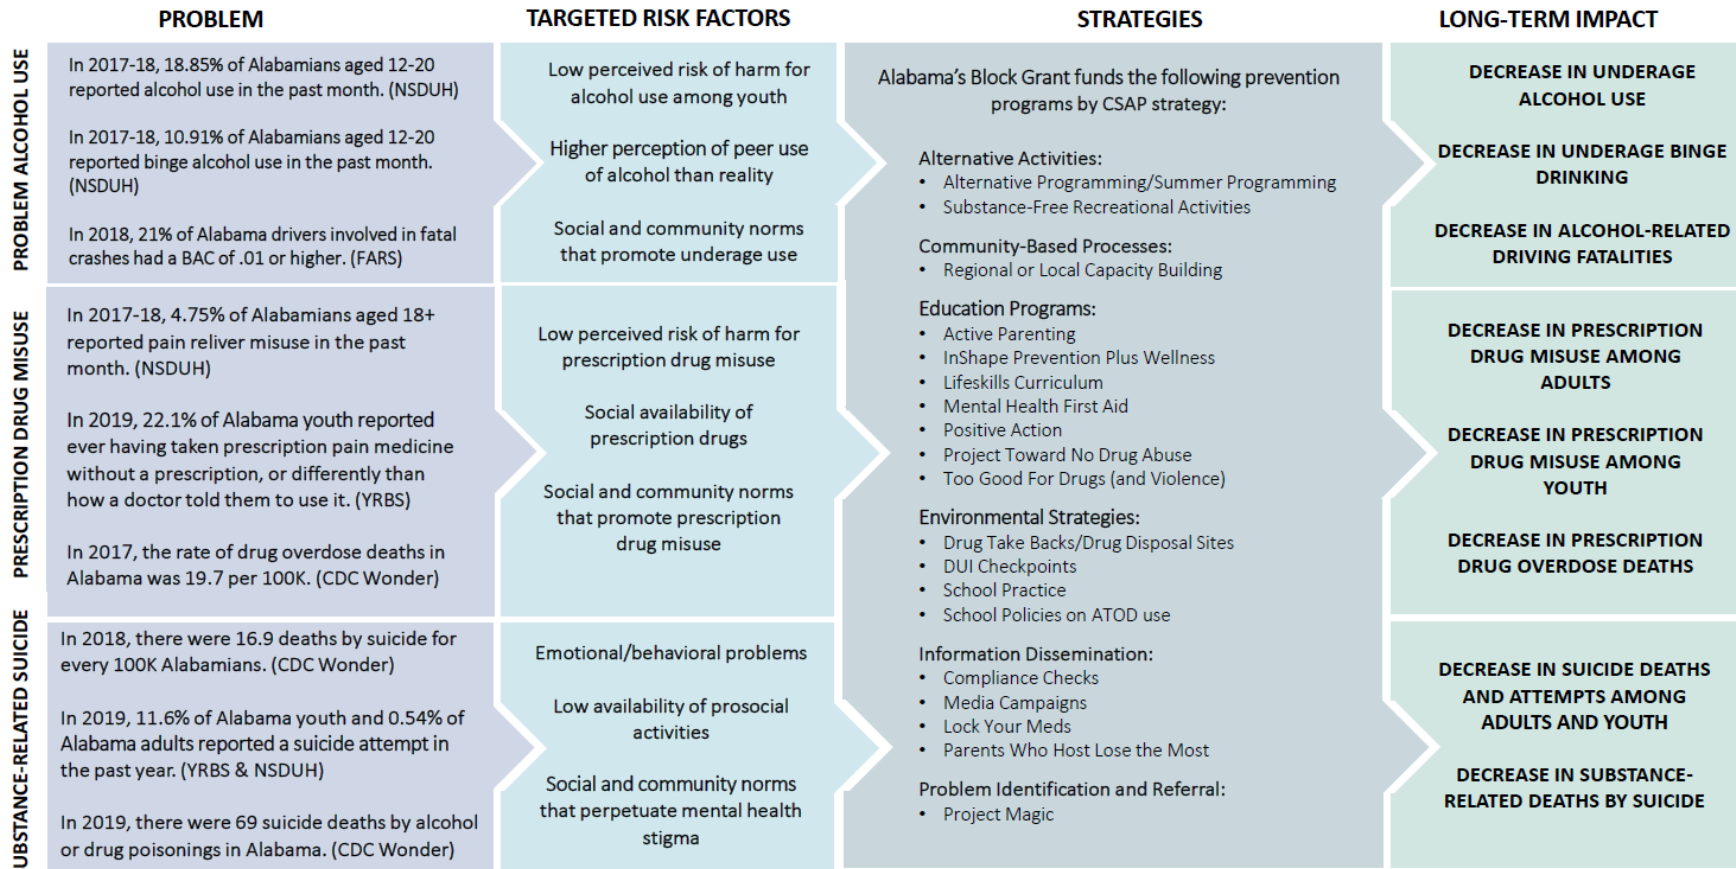 PROBLEM
TARGETED RISK FACTORS
STRATEGIES
LONG-TERM IMPACT
PROBLEM ALCOHOL USE
In 2017-18, 18.85% of Alabamians aged 12-20
reported alcohol use in the past month. (NSDUH)
In 2017-18, 10.91% of Alabamians aged 12-20
reported binge alcohol use in the past month.
(NSDUH)
In 2018, 21% of Alabama drivers involved in fatal
crashes had a BAC of .01 or higher. (FARS)
Low perceived risk of harm for
alcohol use among youth
Higher perception of peer use
of alcohol than reality
Social and community norms
that promote underage use
PRESCRIPTION DRUG MISUSE
In 2017-18, 4.75% of Alabamians aged 18+
reported pain reliver misuse in the past
month. (NSDUH)
In 2019, 22.1% of Alabama youth reported
ever having taken prescription pain medicine
without a prescription, or differently than
how a doctor told them to use it. (YRBS)
In 2017, the rate of drug overdose deaths in
Alabama was 19.7 per 100K. (CDC Wonder)
Low perceived risk of harm for
prescription drug misuse
Social availability of
prescription drugs
Social and community norms
that promote prescription
drug misuse
UBSTANCE-RELATED SUICIDE
In 2018, there were 16.9 deaths by suicide for
every 100K Alabamians. (CDC Wonder)
In 2019, 11.6% of Alabama youth and 0.54% of
Alabama adults reported a suicide attempt in
the past year. (YRBS & NSDUH)
In 2019, there were 69 suicide deaths by alcohol
or drug poisonings in Alabama. (CDC Wonder)
Emotional/behavioral problems
Low availability of prosocial
activities
Social and community norms
that perpetuate mental health
stigma
Alabama's Block Grant funds the following prevention
programs by CSAP strategy:
Alternative Activities:
• Alternative Programming/Summer Programming
• Substance-Free Recreational Activities
Community-Based Processes:
• Regional or Local Capacity Building
Education Programs:
• Active Parenting
• InShape Prevention Plus Wellness
• Lifeskills Curriculum
• Mental Health First Aid
• Positive Action
• Project Toward No Drug Abuse
• Too Good For Drugs (and Violence)
Environmental Strategies:
• Drug Take Backs/Drug Disposal Sites
• DUI Checkpoints
• School Practice
• School Policies on ATOD use
Information Dissemination:
• Compliance Checks
• Media Campaigns
• Lock Your Meds
• Parents Who Host Lose the Most
Problem Identification and Referral:
• Project Magic
DECREASE IN UNDERAGE
ALCOHOL USE
DECREASE IN UNDERAGE BINGE
DRINKING
DECREASE IN ALCOHOL-RELATED
DRIVING FATALITIES
DECREASE IN PRESCRIPTION
DRUG MISUSE AMONG
ADULTS
DECREASE IN PRESCRIPTION
DRUG MISUSE AMONG
YOUTH
DECREASE IN PRESCRIPTION
DRUG OVERDOSE DEATHS
DECREASE IN SUICIDE DEATHS
AND ATTEMPTS AMONG
ADULTS AND YOUTH
DECREASE IN SUBSTANCE-
RELATED DEATHS BY SUICIDE